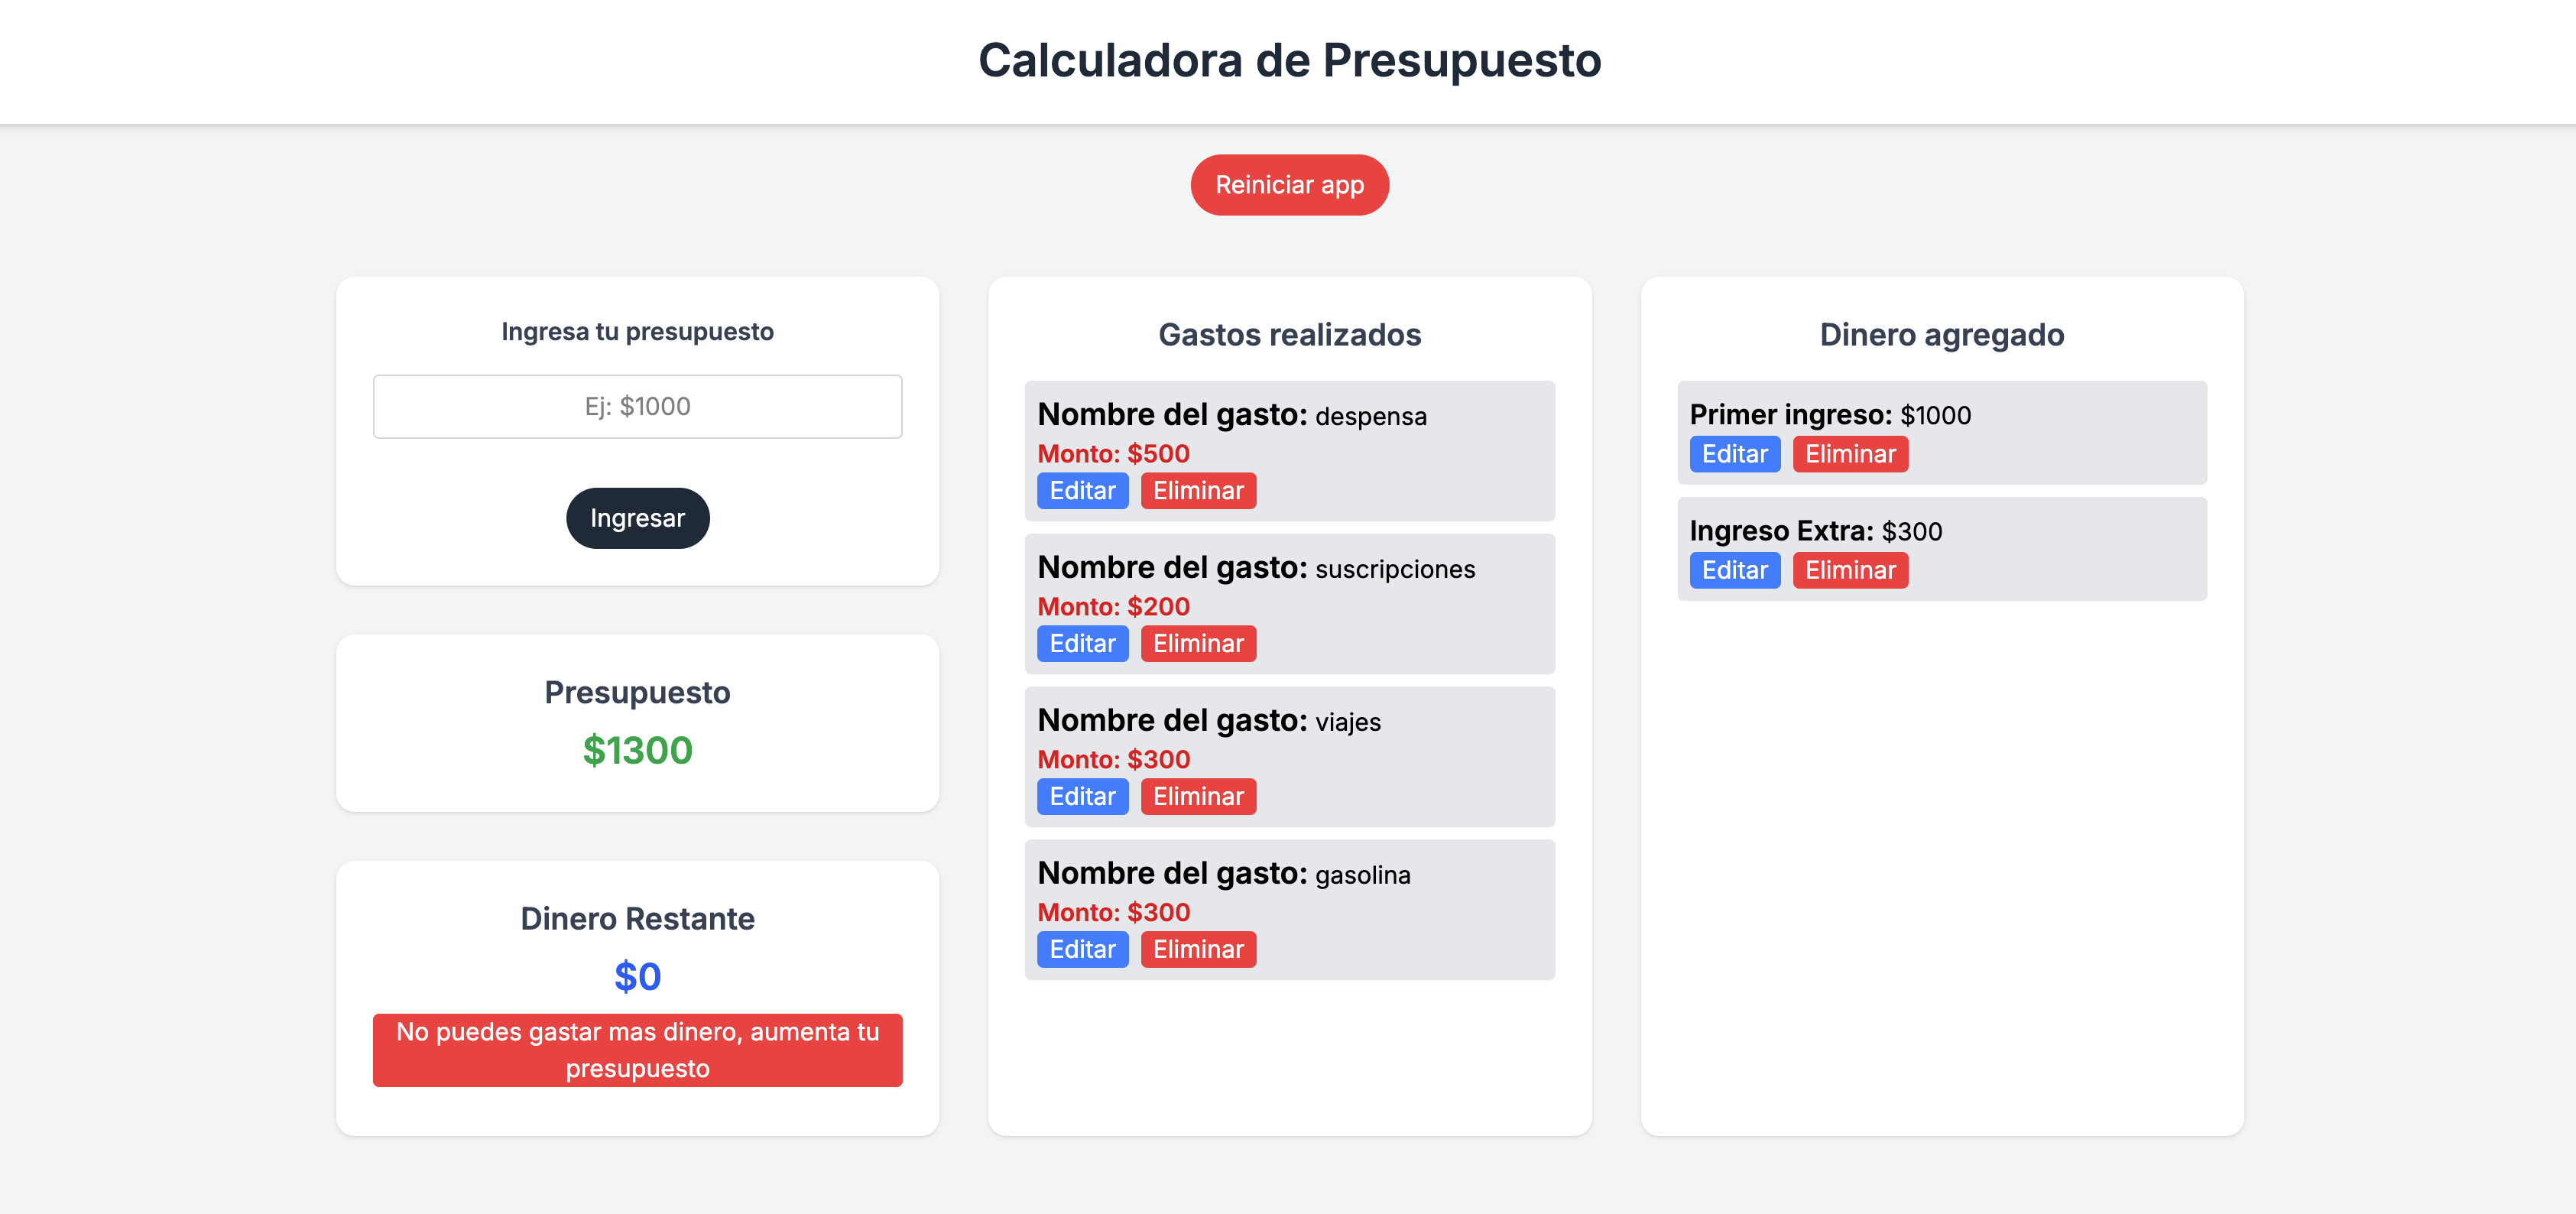 Calculadora de Presupuesto
Reiniciar app
Ingresa tu presupuesto
Ej: $1000
Ingresar
Presupuesto
$1300
Dinero Restante
$0
No puedes gastar mas dinero, aumenta tu
presupuesto
Gastos realizados
Nombre del gasto: despensa
Monto: $500
Editar Eliminar
Nombre del gasto: suscripciones
Monto: $200
Editar Eliminar
Nombre del gasto: viajes
Monto: $300
Editar Eliminar
Nombre del gasto: gasolina
Monto: $300
Editar Eliminar
Dinero agregado
Primer ingreso: $1000
Editar Eliminar
Ingreso Extra: $300
Editar Eliminar